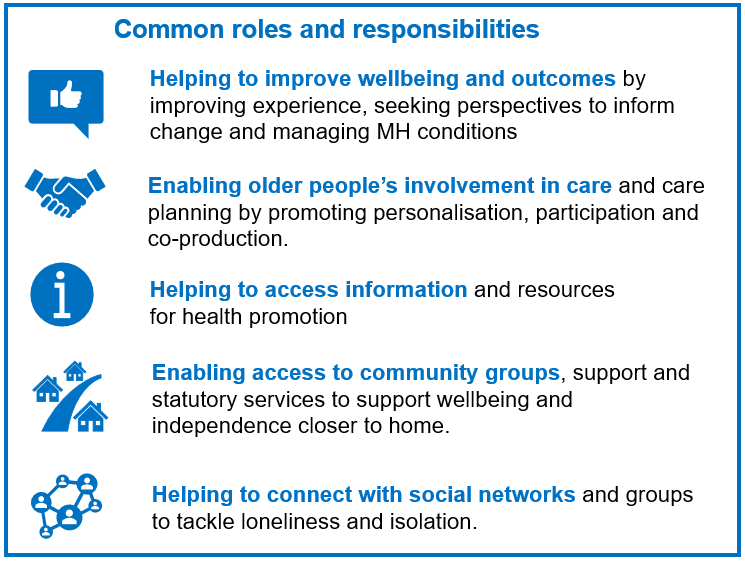 Common roles and responsibilities
Helping to improve wellbeing and outcomes by
improving experience, seeking perspectives to inform
change and managing MH conditions
Enabling older people’s involvement in care and care
planning by promoting personalisation, participation and
co-production.
Helping to access information and resources
for health promotion
Enabling access to community groups, support and
statutory services to support wellbeing and
independence closer to home.
Helping to connect with social networks and groups
to tackle loneliness and isolation.